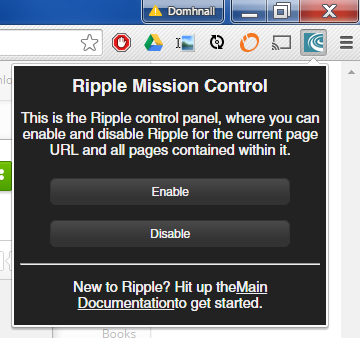 Domhnall
Ripple Mission Control
This is the Ripple control panel, where you can
enable and disable Ripple for the current page
URL and all pages contained within it.
Enable
Disable
New to Ripple? Hit up theMain
Documentationto get started.
Books